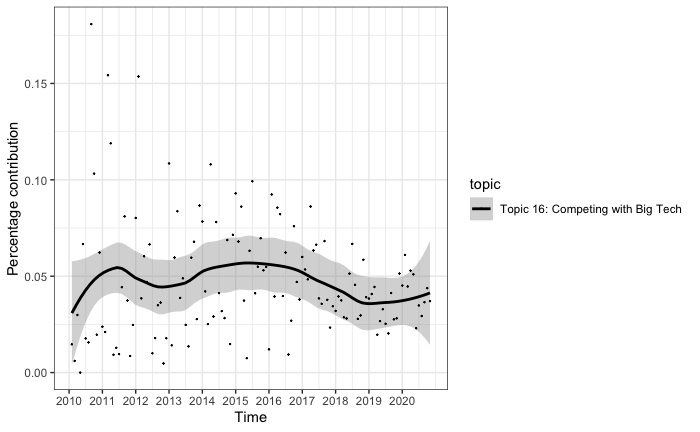 0.15
0.10
0.05
0.00
Percentage contribution
2010 2011 2012 2013 2014 2015 2016 2017 2018 2019 2020
Time
topic
Topic 16: Competing with Big Tech